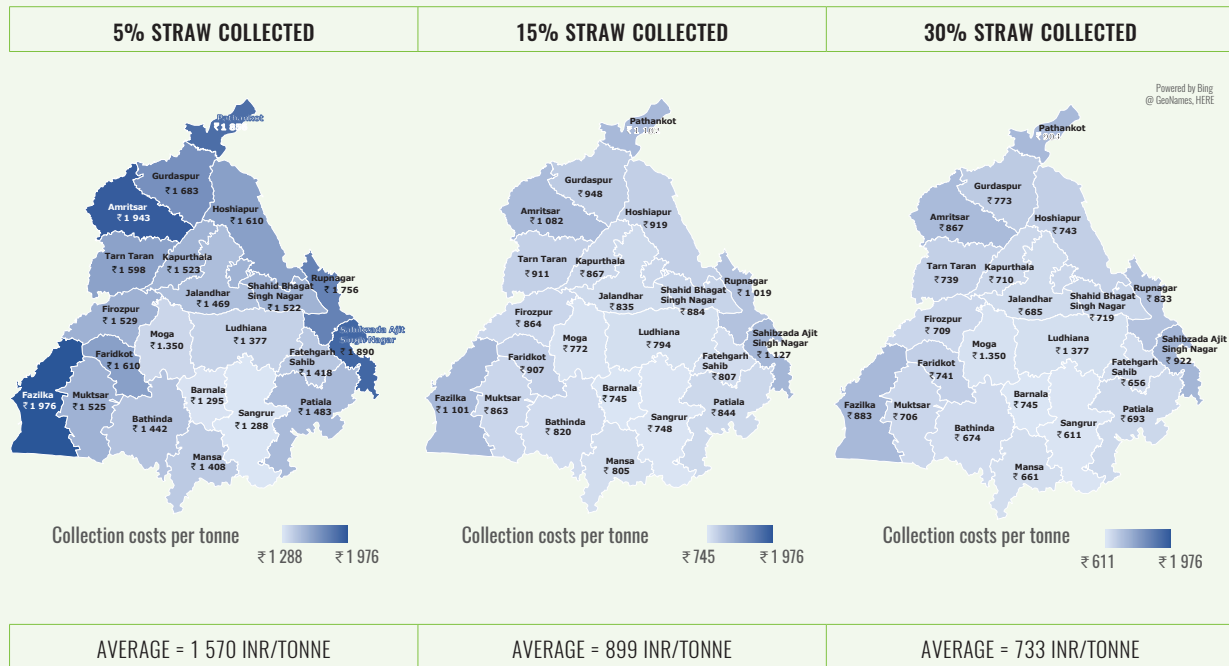 5% STRAW COLLECTED
15% STRAW COLLECTED
30% STRAW COLLECTED
Pathankot
Gurdaspur
₹ 1 683
Amritsar
₹ 1 943
Hoshiapur
₹ 1 610
Tarn Taran
₹ 1 598
Kapurthala
₹ 1 523
Rupnagar
₹ 1 756
Jalandhar
₹ 1 469
Shahid Bhagat
Singh Nagar
₹ 1 522
Firozpur
₹ 1 529
Moga
₹ 1.350
Ludhiana
₹ 1 377
Sahibzada Ajit
Singh Nagar
₹ 1 890
Faridkot
₹ 1 610
Fatehgarh
Sahib
₹ 1 418
Fazilka
₹ 1 976
Muktsar
₹ 1 525
Barnala
₹ 1 295
Patiala
₹ 1 483
Bathinda
₹ 1 442
Sangrur
₹ 1 288
Mansa
₹ 1 408
Collection costs per tonne
₹ 1 288
₹ 1 976
Pathankot
Gurdaspur
₹ 948
Amritsar
₹ 1 082
Hoshiapur
₹ 919
Tarn Taran
₹ 911
Kapurthala
₹ 867
Rupnagar
₹ 1 019
Jalandhar
₹ 835
Shahid Bhagat
Singh Nagar
₹ 884
Firozpur
₹ 864
Moga
₹ 772
Ludhiana
₹ 794
Sahibzada Ajit
Singh Nagar
₹ 1 127
Faridkot
₹ 907
Fatehgarh
Sahib
₹ 807
Fazilka
₹ 1 101
Muktsar
₹ 863
Barnala
₹ 745
Patiala
₹ 844
Bathinda
₹ 820
Sangrur
₹ 748
Mansa
₹ 805
Collection costs per tonne
₹ 745
₹ 1 976
Powered by Bing
@ GeoNames, HERE
Pathankot
Gurdaspur
₹ 773
Amritsar
₹ 867
Hoshiapur
₹ 743
Tarn Taran
₹ 739
Kapurthala
₹ 710
Rupnagar
₹ 833
Jalandhar
₹ 685
Shahid Bhagat
Singh Nagar
₹ 719
Firozpur
₹ 709
Moga
₹ 1.350
Ludhiana
₹ 1 377
Sahibzada Ajit
Singh Nagar
₹ 922
Faridkot
₹ 741
Fatehgarh
Sahib
₹ 656
Fazilka
₹ 883
Muktsar
₹ 706
Barnala
₹ 745
Patiala
₹ 693
Bathinda
₹ 674
Sangrur
₹ 611
Mansa
₹ 661
Collection costs per tonne
₹ 611
₹ 1 976
AVERAGE = 1 570 INR/TONNE
AVERAGE = 899 INR/TONNE
AVERAGE = 733 INR/TONNE